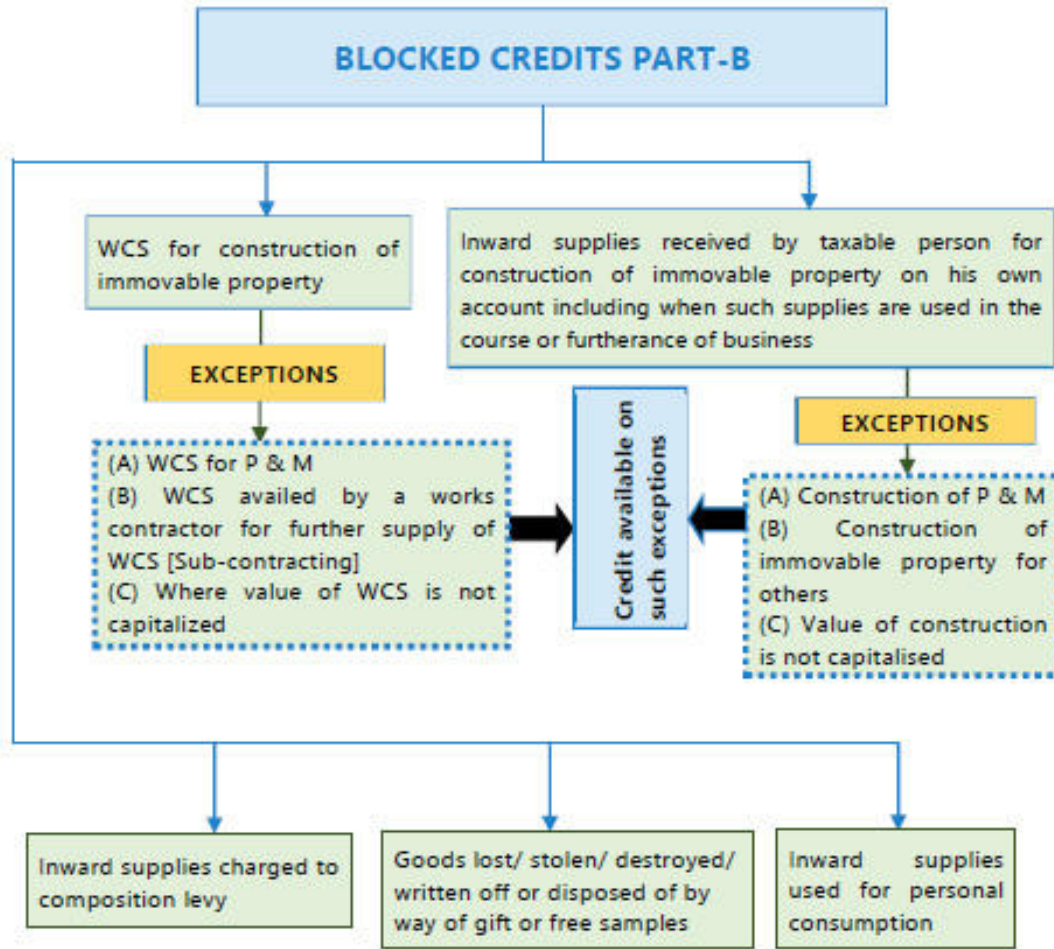 BLOCKED CREDITS PART-B
WCS for construction of
immovable property
Inward supplies received by taxable person for
construction of immovable property on his own
account including when such supplies are used in the
course or furtherance of business
EXCEPTIONS
EXCEPTIONS
(A) WCS for P & M
(B) WCS availed by a works
contractor for further supply of
WCS [Sub-contracting]
(C) Where value of WCS is not
capitalized
Credit available on
such exceptions
(A) Construction of P & M
(B) Construction of
immovable property for
others
(C) Value of construction
is not capitalised
Inward supplies charged to
composition levy
Goods lost/ stolen/ destroyed/
written off or disposed of by
way of gift or free samples
Inward supplies
used for personal
consumption